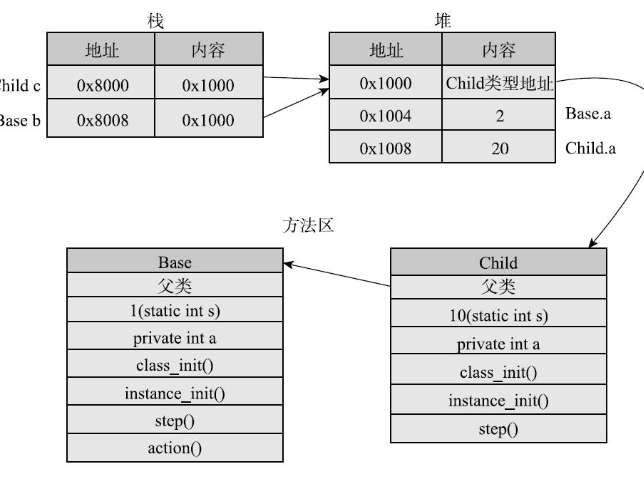 栈
地址 内容
Child c 0x8000 0x1000
Base b 0x8008 0x1000
堆
地址 内容
0x1000 Child类型地址
0x1004 2 Base.a
0x1008 20 Child.a
方法区
Base
父类
1(static int s)
private int a
class_init()
instance_init()
step()
action()
Child
父类
10(static int s)
private int a
class_init()
instance_init()
step()